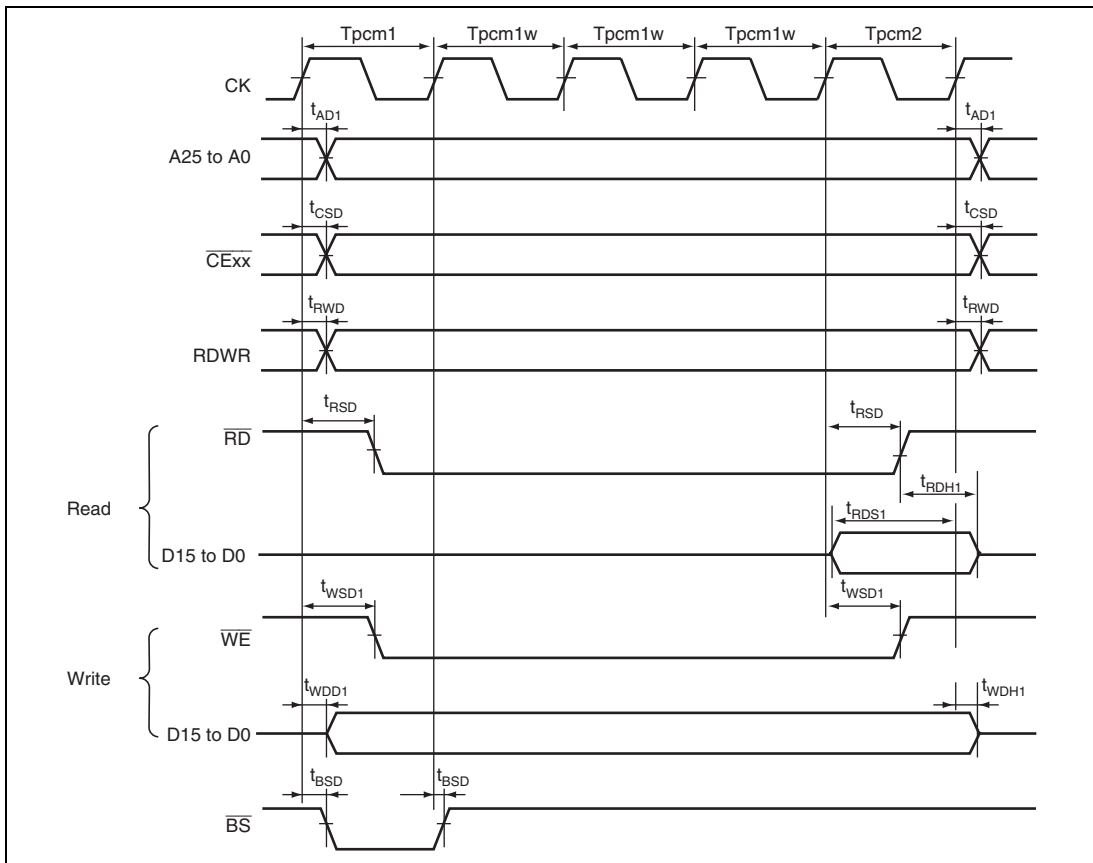 Tpcm1 Tpcm1w Tpcm1w Tpcm1w Tpcm2
CK
tAD1 tAD1
A25 to A0
tCSD tCSD
CExx
tRWD tRWD
RDWR
tRSD tRSD
RD
tRDH1
Read
tRDS1
D15 to D0
tWSD1 tWSD1
WE
Write
tWDD1 tWDH1
D15 to D0
tBSD tBSD
BS